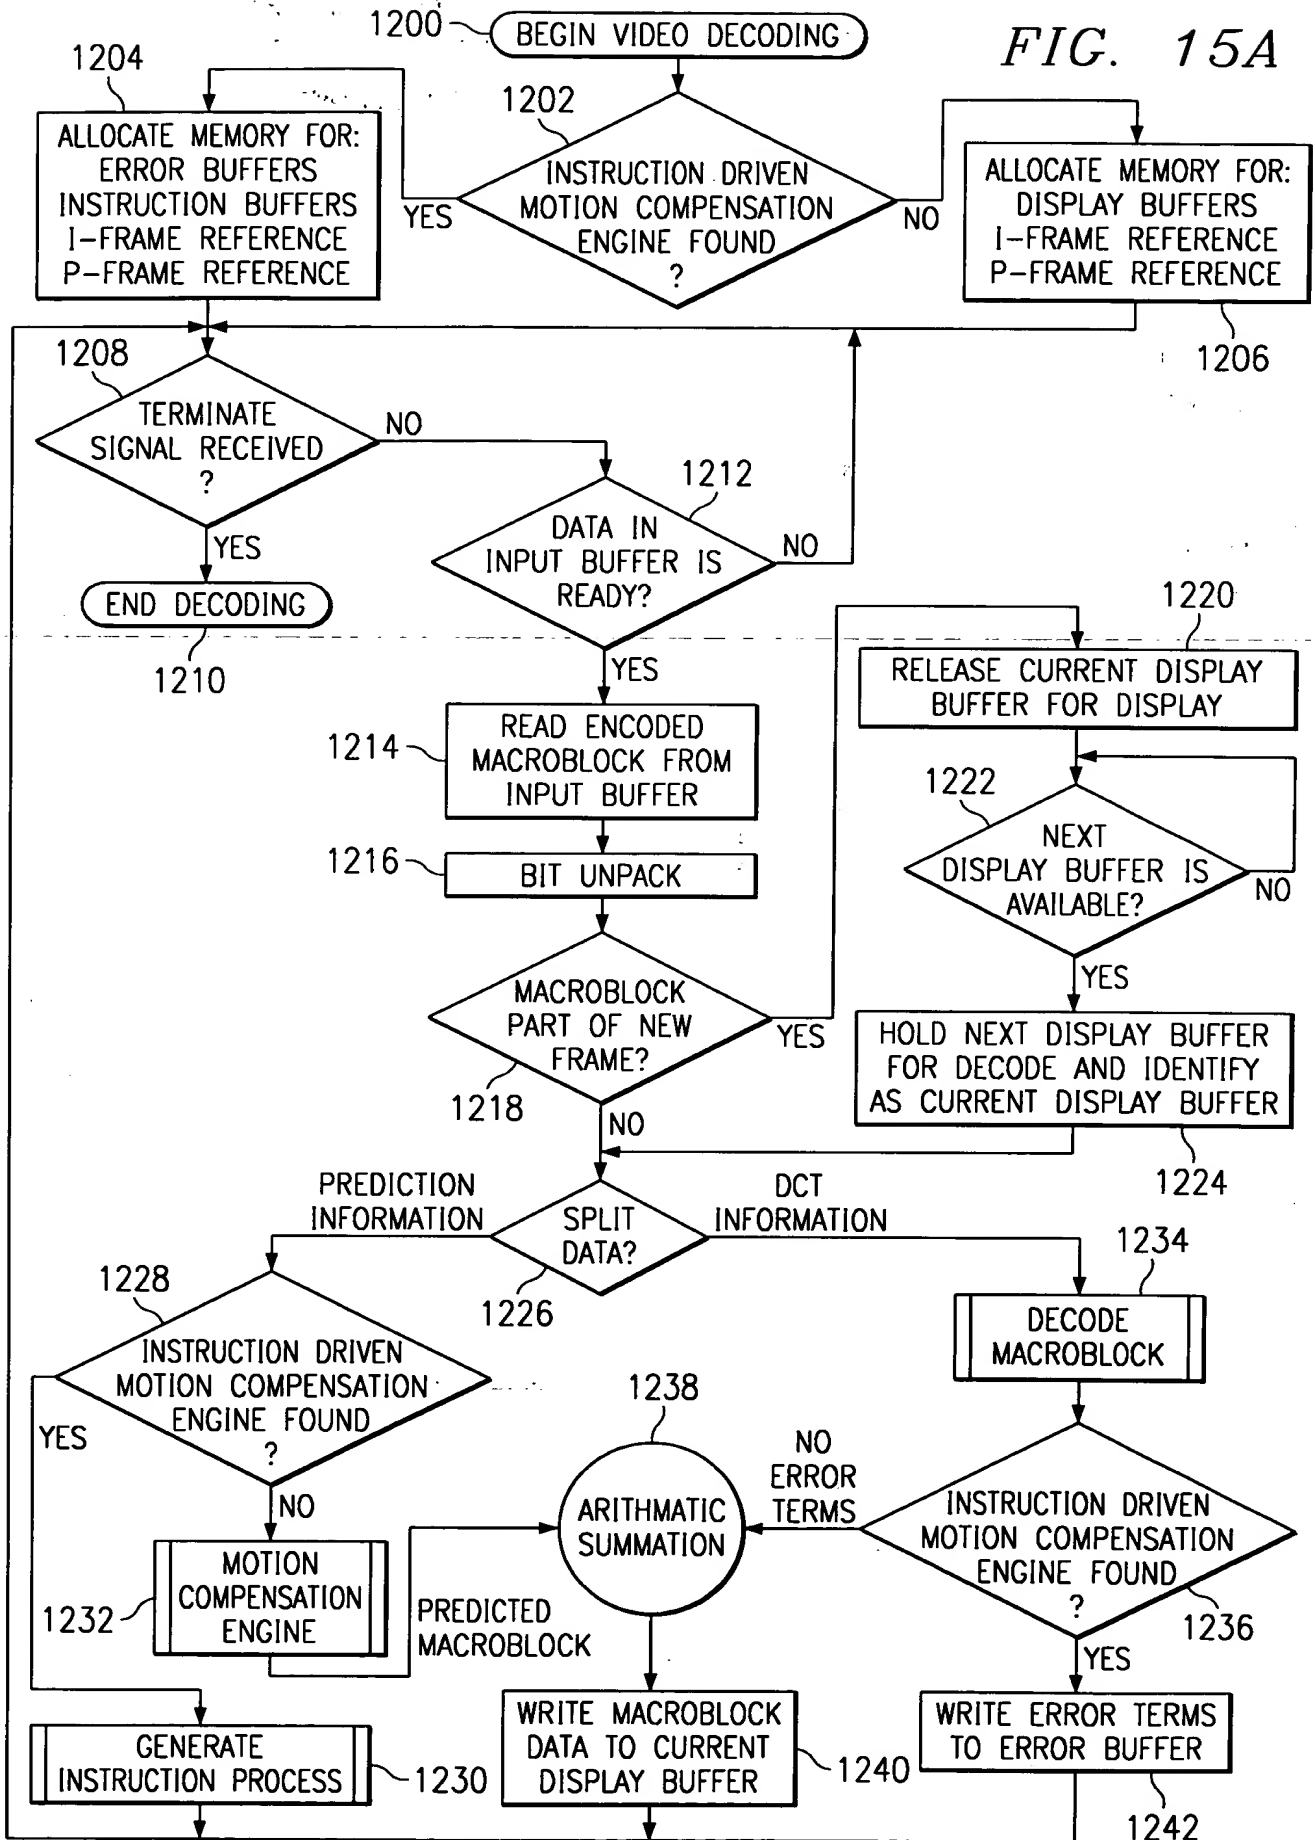 FIG. 15A
1200
BEGIN VIDEO DECODING
1202
INSTRUCTION DRIVEN
MOTION COMPENSATION
ENGINE FOUND
?
YES
NO
1204
ALLOCATE MEMORY FOR:
ERROR BUFFERS
INSTRUCTION BUFFERS
I-FRAME REFERENCE
P-FRAME REFERENCE
ALLOCATE MEMORY FOR:
DISPLAY BUFFERS
I-FRAME REFERENCE
P-FRAME REFERENCE
1206
1208
TERMINATE
SIGNAL RECEIVED
?
NO
YES
END DECODING
1210
1212
DATA IN
INPUT BUFFER IS
READY?
NO
YES
1214
READ ENCODED
MACROBLOCK FROM
INPUT BUFFER
1216
BIT UNPACK
MACROBLOCK
PART OF NEW
FRAME?
1218
YES
NO
1220
RELEASE CURRENT DISPLAY
BUFFER FOR DISPLAY
1222
NEXT
DISPLAY BUFFER IS
AVAILABLE?
NO
YES
HOLD NEXT DISPLAY BUFFER
FOR DECODE AND IDENTIFY
AS CURRENT DISPLAY BUFFER
1224
PREDICTION
INFORMATION
SPLIT
DATA?
1226
DCT
INFORMATION
1228
INSTRUCTION DRIVEN
MOTION COMPENSATION
ENGINE FOUND
?
YES
NO
1232
MOTION
COMPENSATION
ENGINE
PREDICTED
MACROBLOCK
GENERATE
INSTRUCTION PROCESS
1230
1234
DECODE
MACROBLOCK
INSTRUCTION DRIVEN
MOTION COMPENSATION
ENGINE FOUND
?
1236
NO
ERROR
TERMS
YES
1238
ARITHMATIC
SUMMATION
WRITE MACROBLOCK
DATA TO CURRENT
DISPLAY BUFFER
1240
WRITE ERROR TERMS
TO ERROR BUFFER
1242